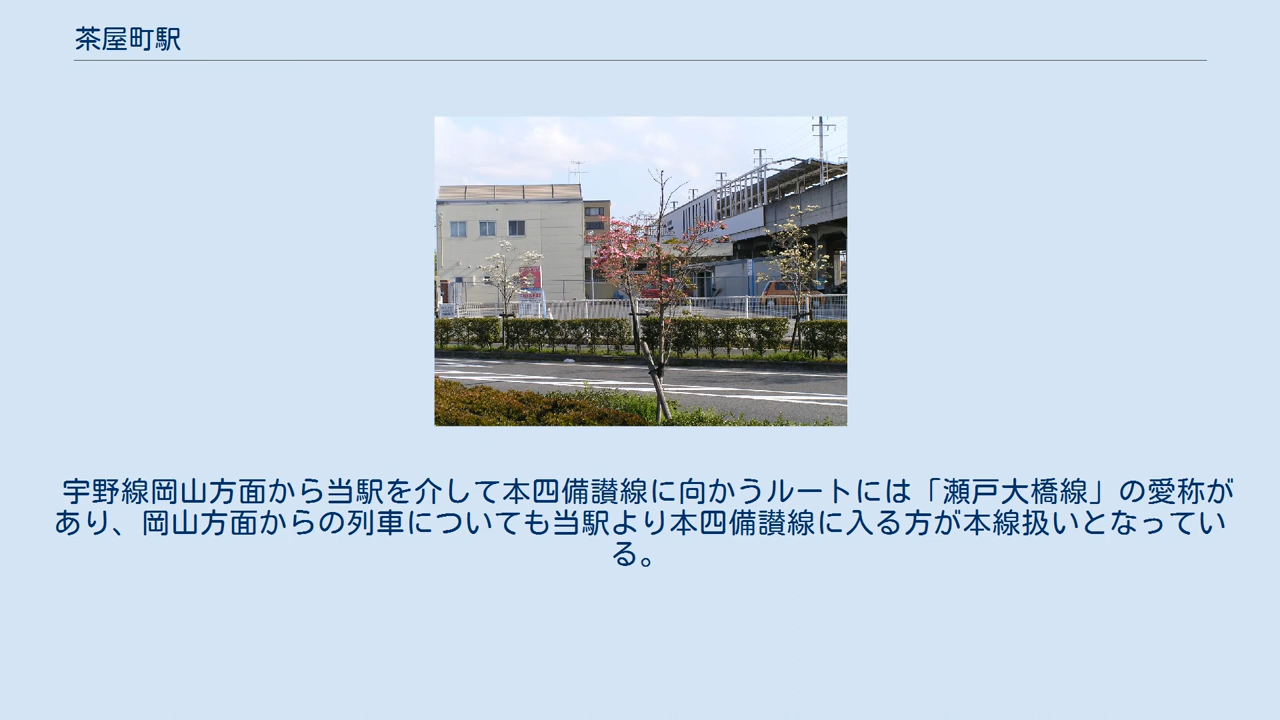 茶屋町駅
宇野線岡山方面から当駅を介して本四備讃線に向かうルートには「瀬戸大橋線」の愛称が
あり、岡山方面からの列車についても当駅より本四備讃線に入る方が本線扱いとなってい
る。